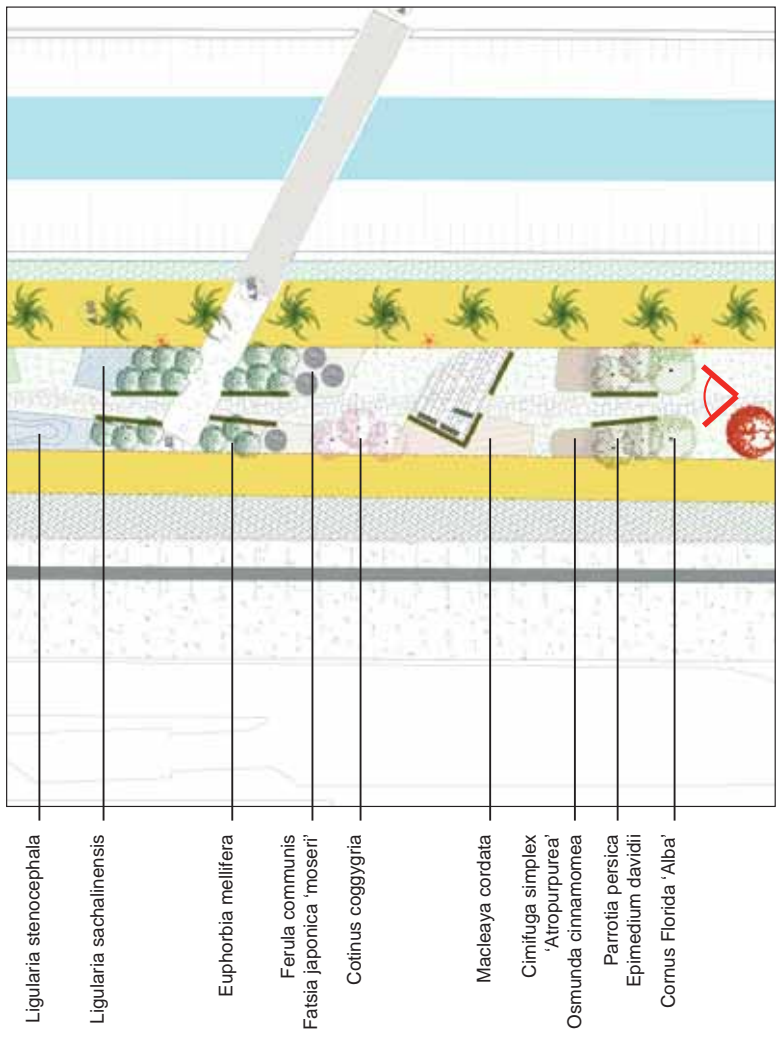 Ligularia stenocephala
Ligularia sachalinensis
Euphorbia mellifera
Ferula communis
Fatsia japonica ‘moseri’
Cotinus coggygria
Macleaya cordata
Cimifuga simplex
‘Atropurpurea’
Osmunda cinnamomea
Parrotia persica
Epimedium davidii
Cornus Florida ‘Alba’